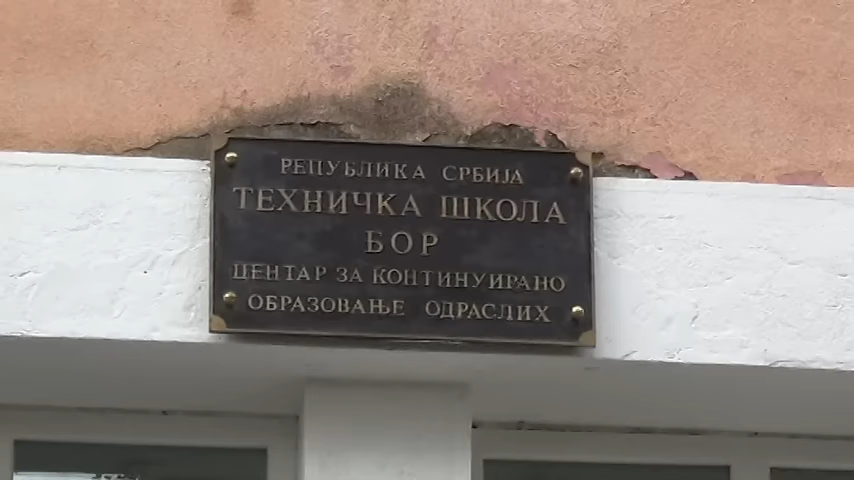 РЕПУБЛИКА СРБИЈА
ТЕХНИЧКА ШКОЛА
БОР
ЦЕНТАР ЗА КОНТИНУИРАНО
ОБРАЗОВАЊЕ ОДРАСЛИХ